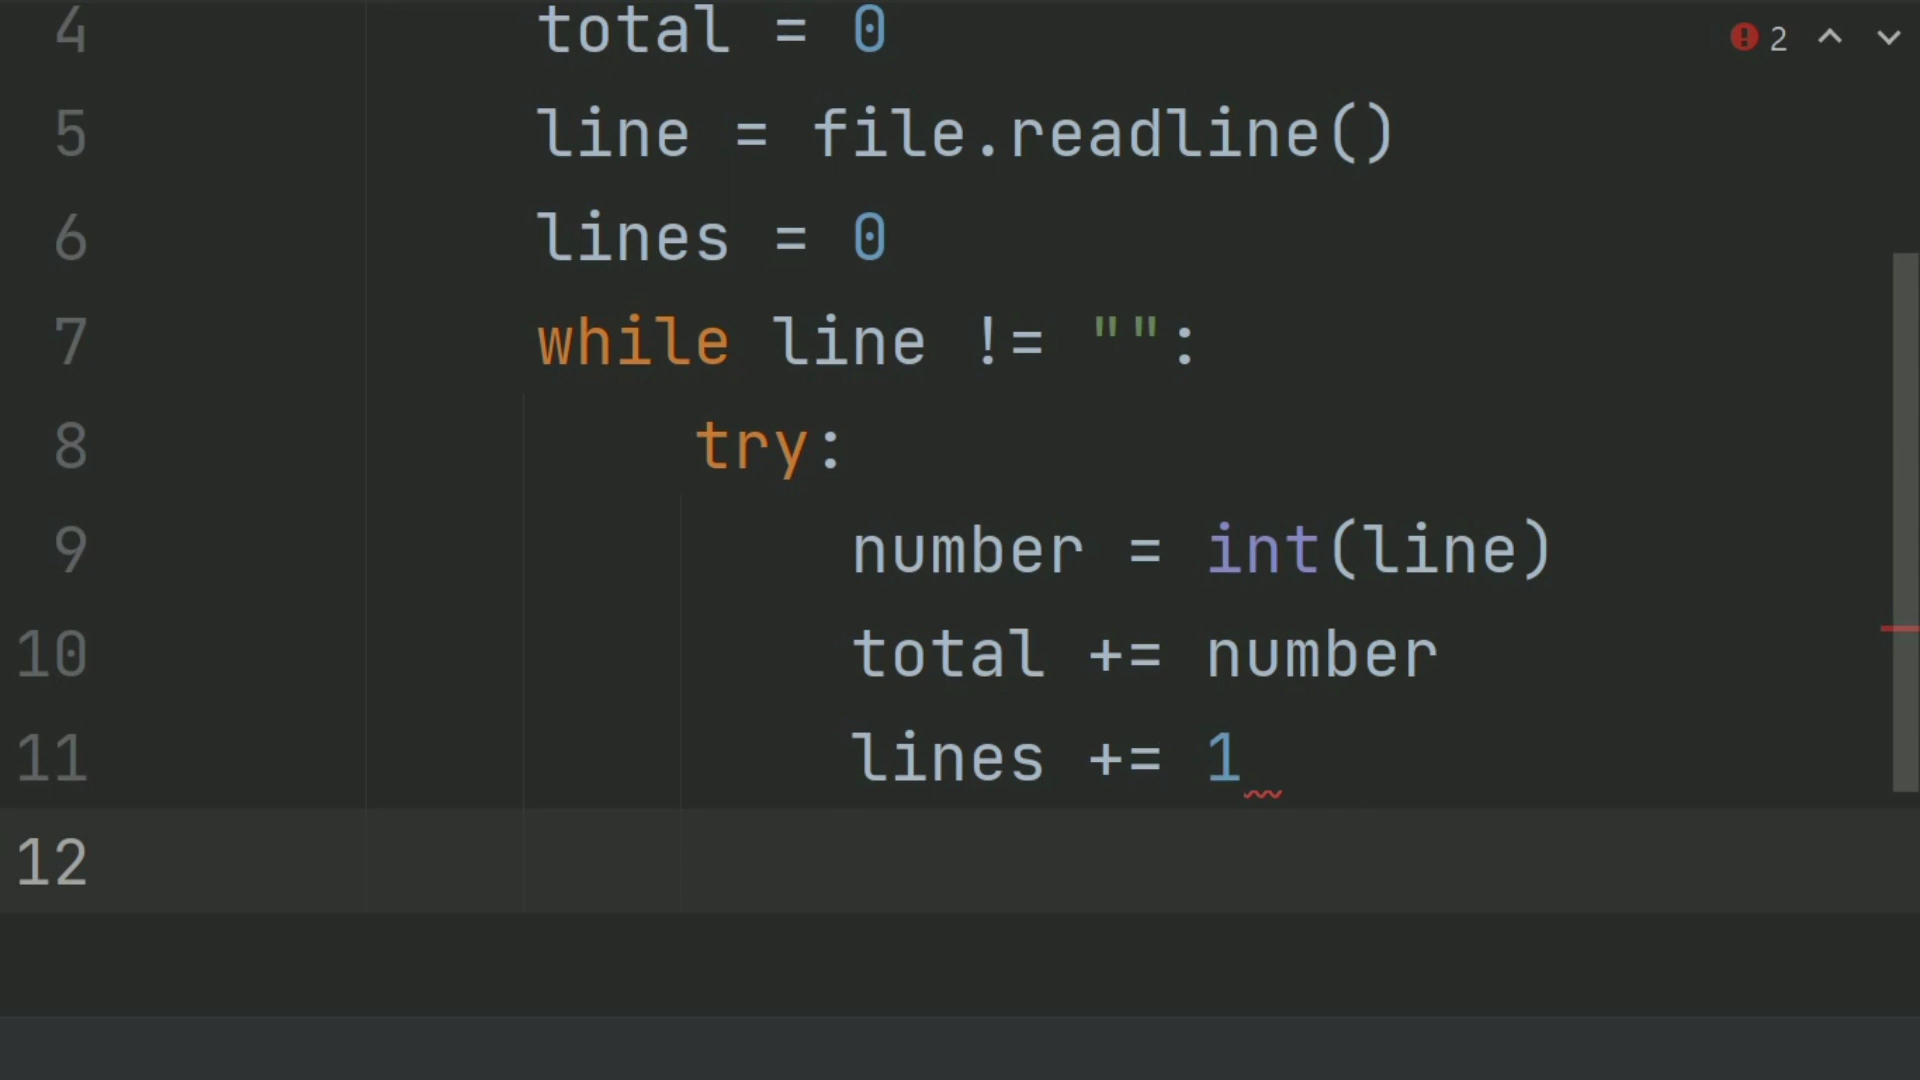 2
4 total = 0
5 line = file.readline()
6 lines = 0
7 while line != "":
8 try:
9 number = int(line)
10 total += number
11 lines += 1
12